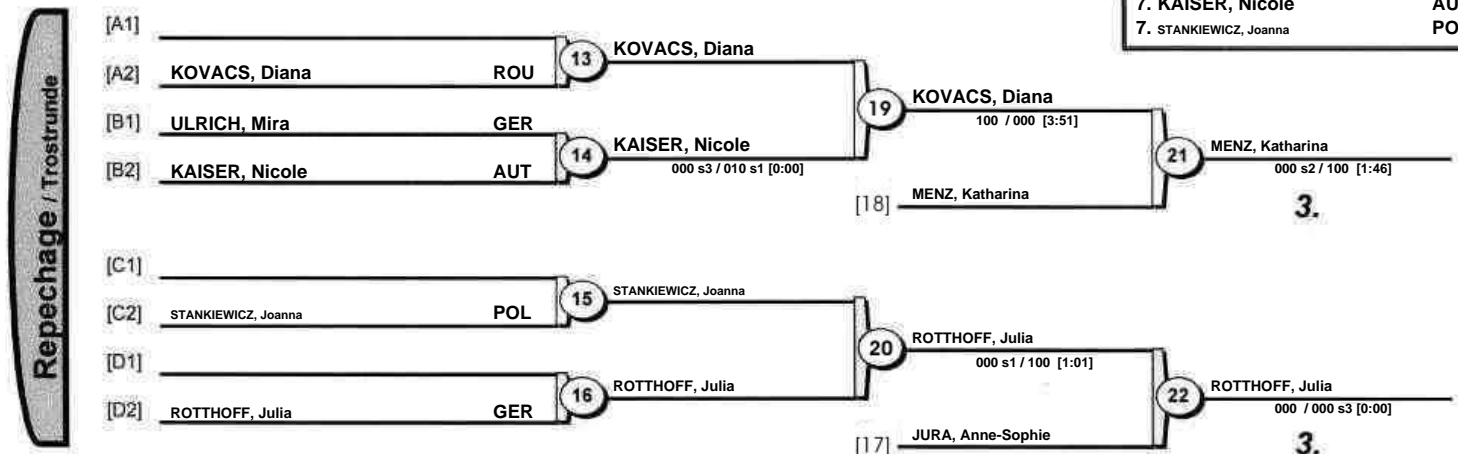 7. KAISER, Nicole AU
7. STANKIEWICZ, Joanna PO
Repechage / Trostrunde
[A1]
[A2] KOVACS, Diana ROU
13 KOVACS, Diana
[B1] ULRICH, Mira GER
[B2] KAISER, Nicole AUT
14 KAISER, Nicole
000 s3 / 010 s1 [0:00]
19 KOVACS, Diana
100 / 000 [3:51]
[18] MENZ, Katharina
21 MENZ, Katharina
000 s2 / 100 [1:46]
3.
[C1]
[C2] STANKIEWICZ, Joanna POL
15 STANKIEWICZ, Joanna
[D1]
[D2] ROTTHOFF, Julia GER
16 ROTTHOFF, Julia
20 ROTTHOFF, Julia
000 s1 / 100 [1:01]
[17] JURA, Anne-Sophie
22 ROTTHOFF, Julia
000 / 000 s3 [0:00]
3.